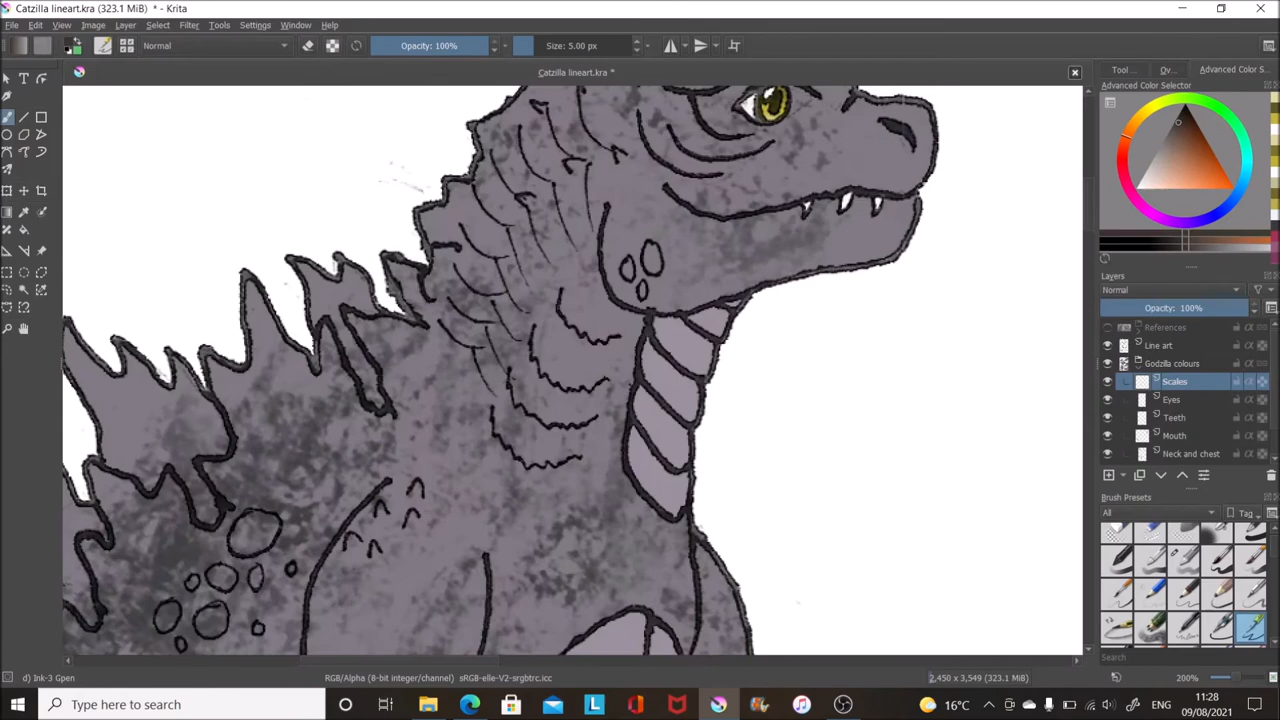 Catzilla lineart.kra (323.1 MiB) * - Krita
File Edit View Image Layer Select Filter Tools Settings Window Help
Normal
Opacity: 100%
Size: 5.00 px
Catzilla lineart.kra *
Tool ...
Ov...
Advanced Color S...
Advanced Color Selector
Layers
Normal
Opacity: 100%
References
Line art
Godzilla colours
Scales
Eyes
Teeth
Mouth
Neck and chest
Brush Presets
All
Tag
Search
d) Ink-3 Gpen
RGB/Alpha (8-bit integer/channel) sRGB-elle-V2-srgbtrc.icc
2,450 x 3,549 (323.1 MiB)
200%
Type here to search
16°C
11:28
09/08/2021